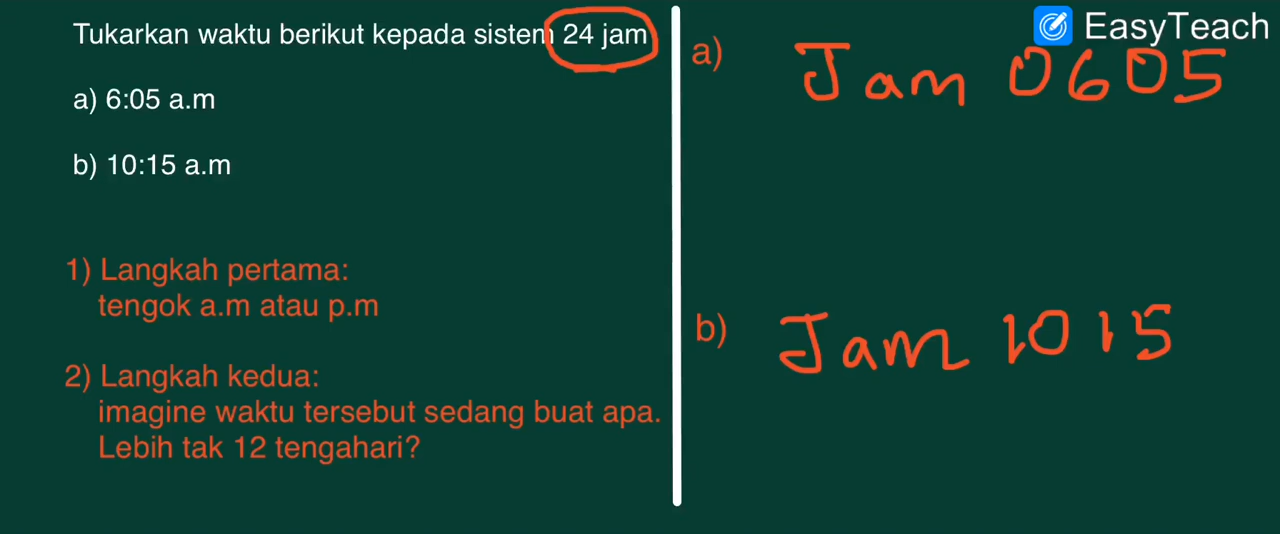 Tukarkan waktu berikut kepada sistem 24 jam
a) 6:05 a.m
b) 10:15 a.m
1) Langkah pertama:
tengok a.m atau p.m
2) Langkah kedua:
imagine waktu tersebut sedang buat apa.
Lebih tak 12 tengahari?
EasyTeach
a) Jam 0605
b) Jam 1015